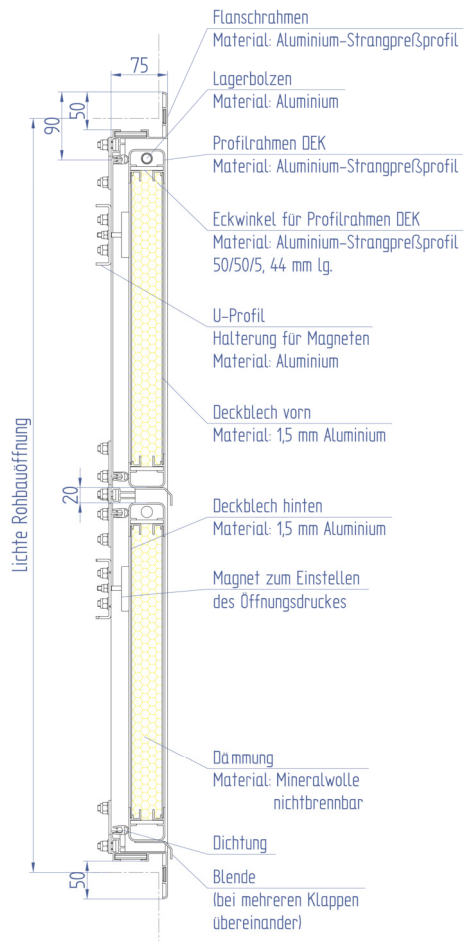 Flanschrahmen
Material: Aluminium-Strangpreßprofil
75
Lagerbolzen
Material: Aluminium
50
90
Profilrahmen DEK
Material: Aluminium-Strangpreßprofil
Eckwinkel für Profilrahmen DEK
Material: Aluminium-Strangpreßprofil
50/50/5, 44 mm lg.
U-Profil
Halterung für Magneten
Material: Aluminium
Deckblech vorn
Material: 1,5 mm Aluminium
Lichte Rohbauöffnung
20
Deckblech hinten
Material: 1,5 mm Aluminium
Magnet zum Einstellen
des Öffnungsdruckes
Dämmung
Material: Mineralwolle
nichtbrennbar
Dichtung
50
Blende
(bei mehreren Klappen
übereinander)